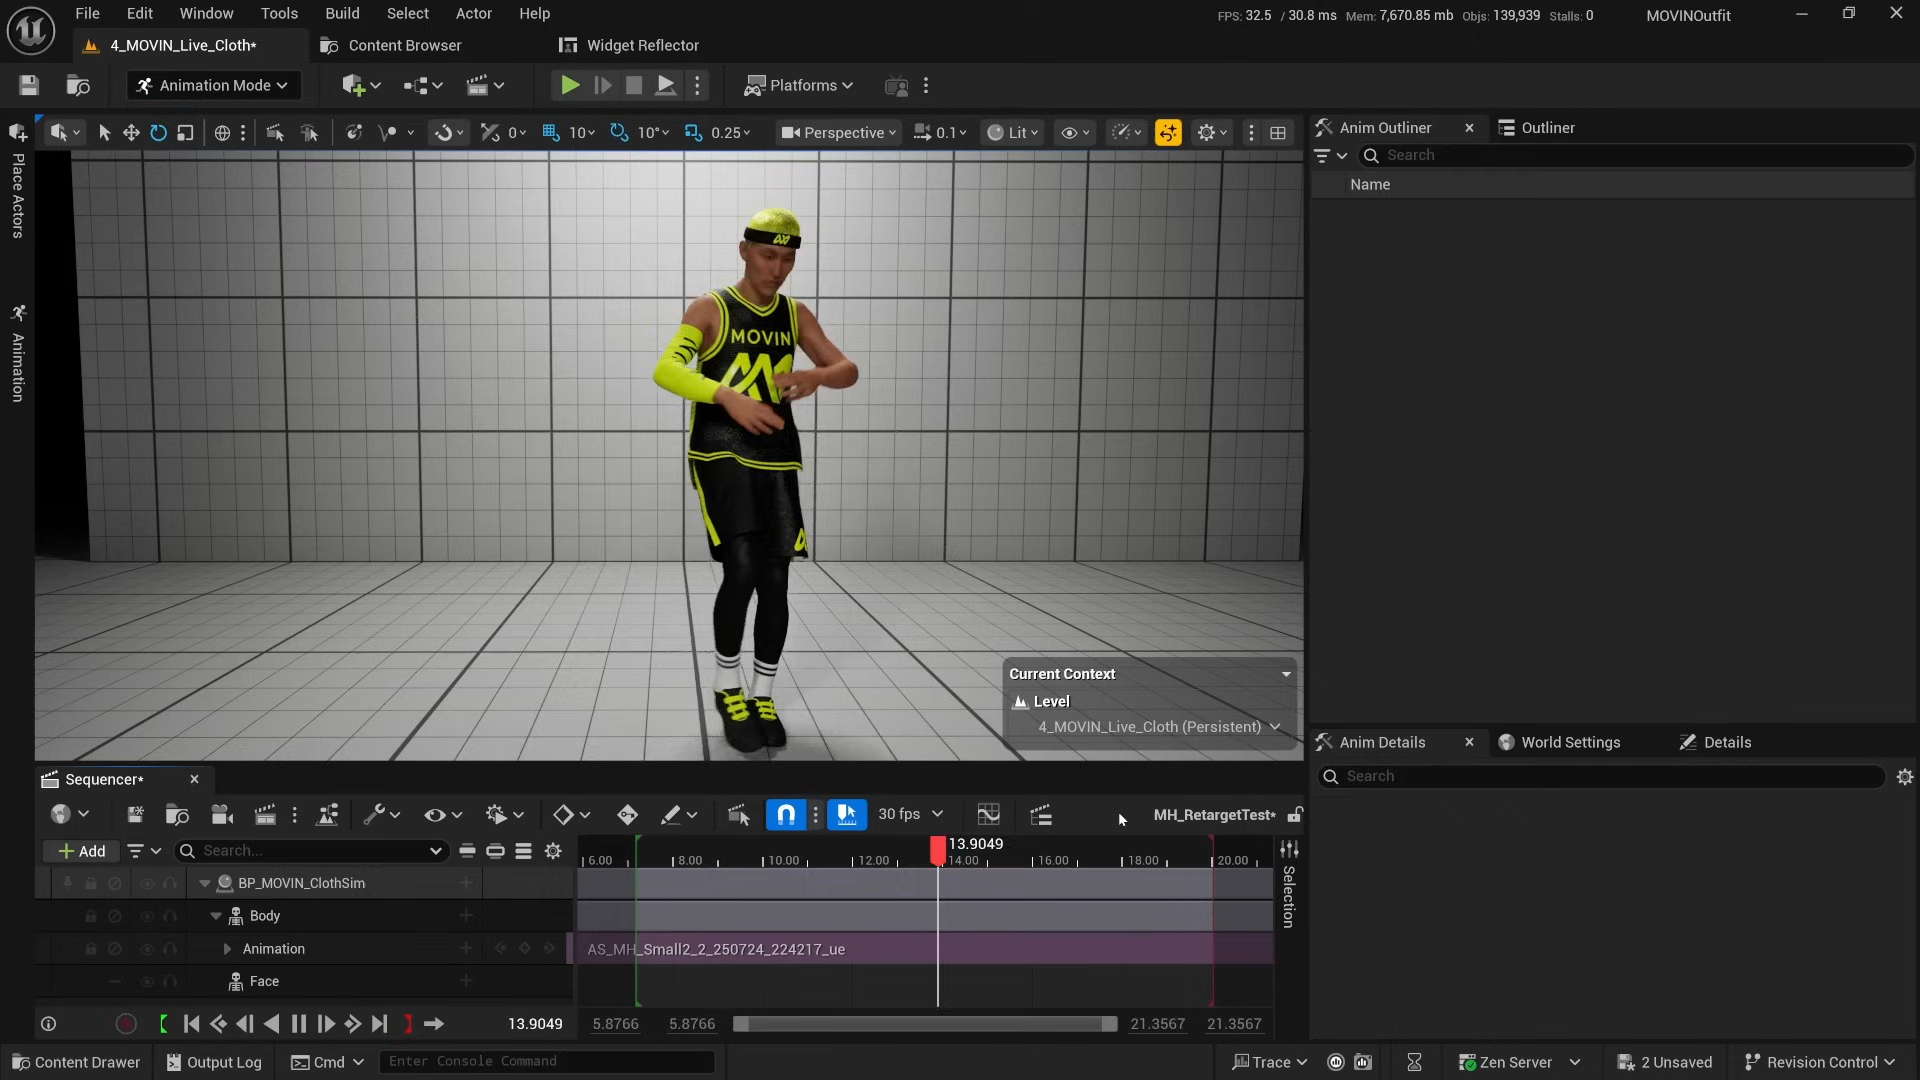 File Edit Window Tools Build Select Actor Help
FPS: 32.5 / 30.8 ms Mem: 7,670.85 mb Objs: 139,939 Stalls: 0
MOVINOutfit
4_MOVIN_Live_Cloth*
Content Browser
Widget Reflector
Animation Mode
Platforms
0 10 10° 0.25
Perspective
0.1
Lit
Place Actors
Animation
Anim Outliner
Outliner
Search
Name
MOVIN
Current Context
Level
4_MOVIN_Live_Cloth (Persistent)
Anim Details
World Settings
Details
Search
Sequencer*
30 fps
MH_RetargetTest*
Add
Search...
13.9049
6.00 8.00 10.00 12.00 14.00 16.00 18.00 20.00
Selection
BP_MOVIN_ClothSim
Body
Animation
AS_MH_Small2_2_250724_224217_ue
Face
13.9049
5.8766 5.8766
21.3567 21.3567
Content Drawer
Output Log
Cmd
Enter Console Command
Trace
Zen Server
2 Unsaved
Revision Control